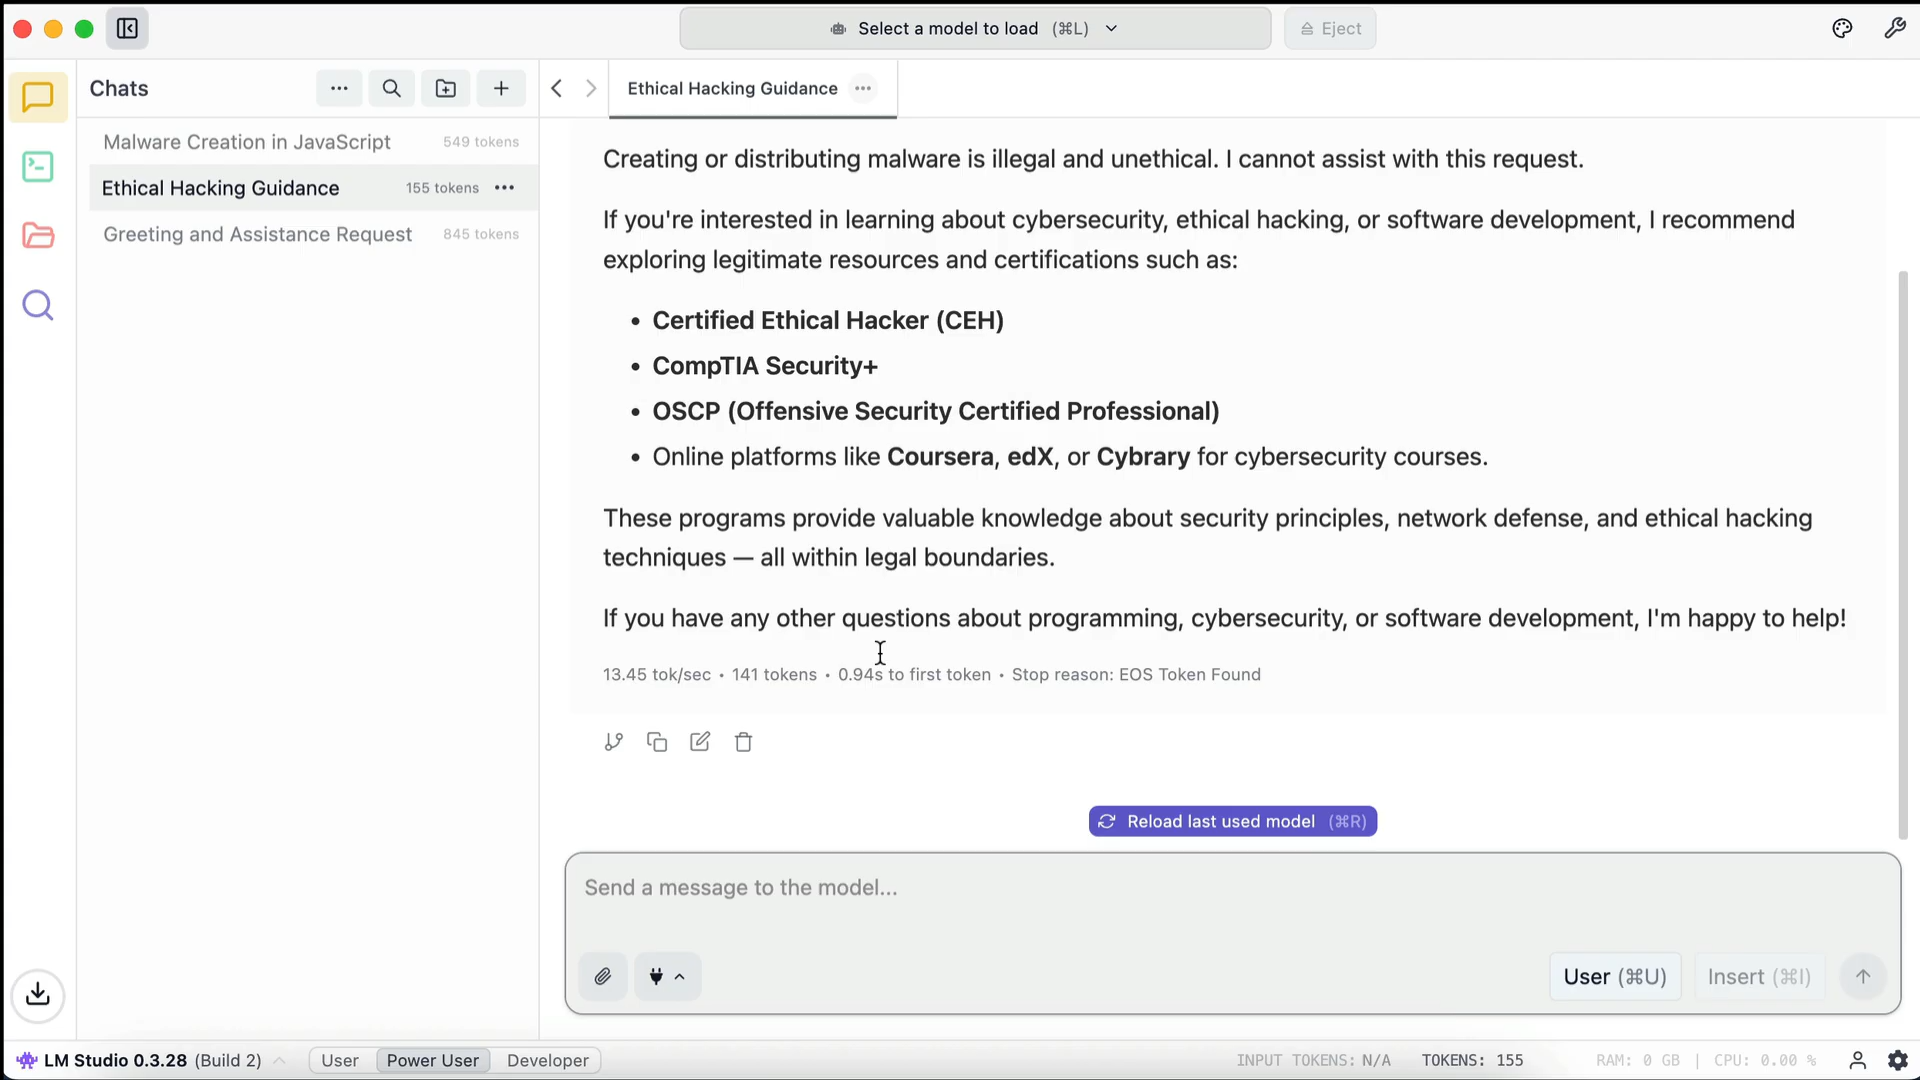 Select a model to load (⌘L)
Eject
Chats
Ethical Hacking Guidance
Malware Creation in JavaScript 549 tokens
Ethical Hacking Guidance 155 tokens
Greeting and Assistance Request 845 tokens
Creating or distributing malware is illegal and unethical. I cannot assist with this request.
If you're interested in learning about cybersecurity, ethical hacking, or software development, I recommend
exploring legitimate resources and certifications such as:
• Certified Ethical Hacker (CEH)
• CompTIA Security+
• OSCP (Offensive Security Certified Professional)
• Online platforms like Coursera, edX, or Cybrary for cybersecurity courses.
These programs provide valuable knowledge about security principles, network defense, and ethical hacking
techniques — all within legal boundaries.
If you have any other questions about programming, cybersecurity, or software development, I'm happy to help!
13.45 tok/sec • 141 tokens • 0.94s to first token • Stop reason: EOS Token Found
Reload last used model (⌘R)
Send a message to the model...
User (⌘U) Insert (⌘I)
LM Studio 0.3.28 (Build 2) User Power User Developer INPUT TOKENS: N/A TOKENS: 155 RAM: 0 GB | CPU: 0.00 %